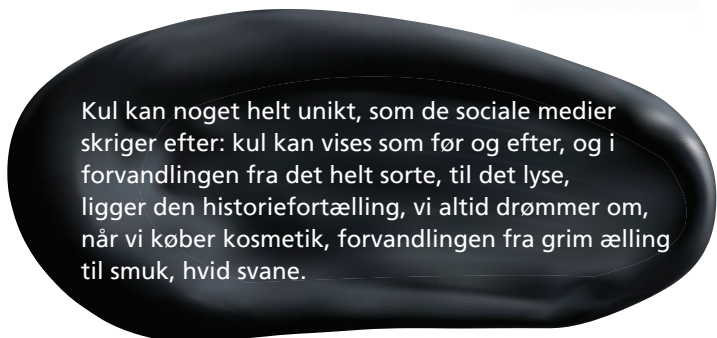 Kul kan noget helt unikt, som de sociale medier
skriger efter: kul kan vises som før og efter, og i
forvandlingen fra det helt sorte, til det lyse,
ligger den historiefortælling, vi altid drømmer om,
når vi køber kosmetik, forvandlingen fra grim ælling
til smuk, hvid svane.